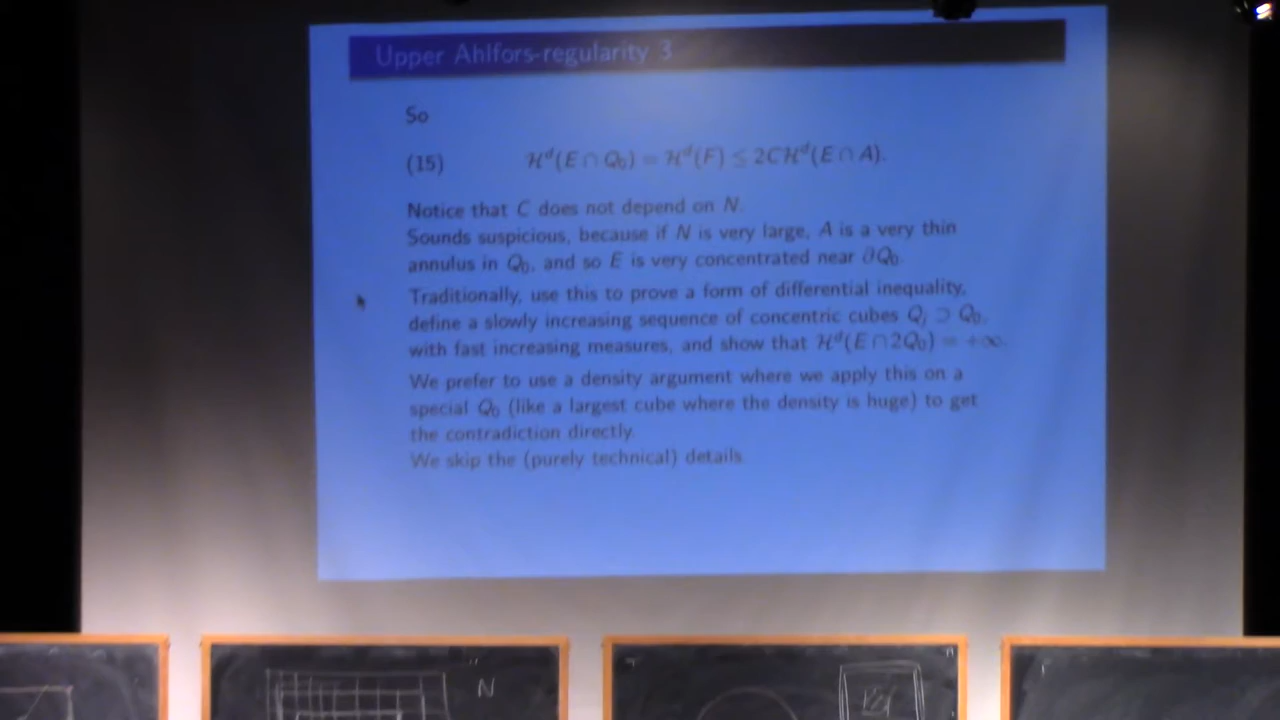 Upper Ahlfors-regularity 3
So
(15) ℋᵈ(E ∩ Q₀) = ℋᵈ(F) ≤ 2Cℋᵈ(E ∩ A).
Notice that C does not depend on N.
Sounds suspicious, because if N is very large, A is a very thin
annulus in Q₀, and so E is very concentrated near ∂Q₀.
Traditionally, use this to prove a form of differential inequality,
define a slowly increasing sequence of concentric cubes Qⱼ ⊃ Q₀,
with fast increasing measures, and show that ℋᵈ(E ∩ 2Q₀) = +∞.
We prefer to use a density argument where we apply this on a
special Q₀ (like a largest cube where the density is huge) to get
the contradiction directly.
We skip the (purely technical) details.
N